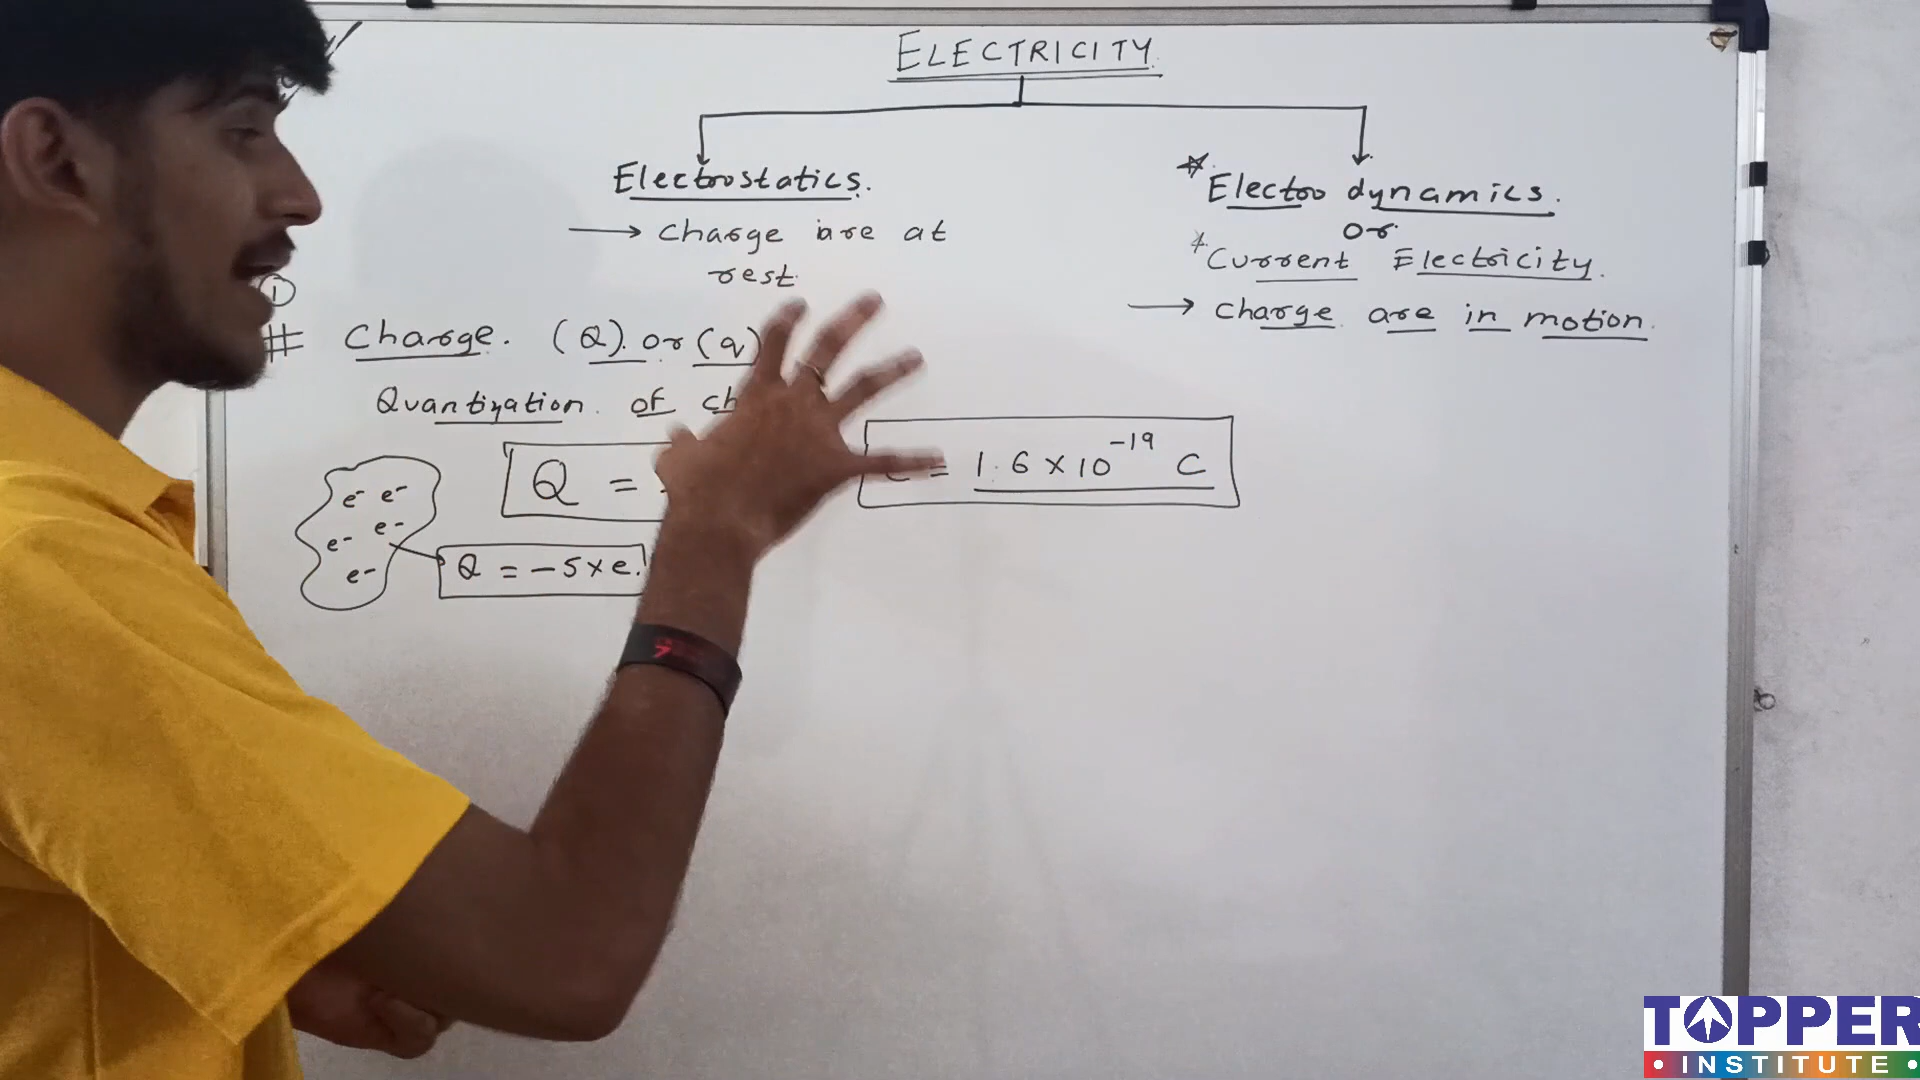 ELECTRICITY.
Electrostatics.
→ Charge are at
rest.
* Electro dynamics.
Or
* Current Electricity.
→ Charge are in motion.
①
# Charge. (Q). or (q)
Quantization of
Q =
= 1.6 × 10⁻¹⁹ C
e⁻ e⁻
e⁻
e⁻
e⁻
Q = -5×e.
TOPPER
• INSTITUTE •